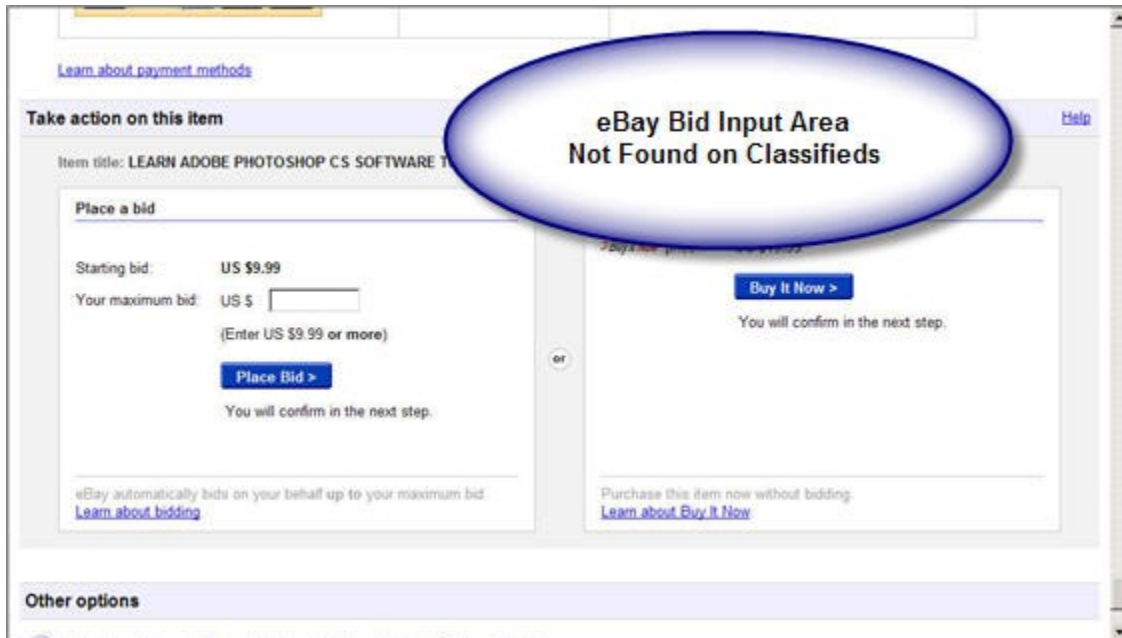 Learn about payment methods
eBay Bid Input Area
Not Found on Classifieds
Take action on this item
Help
Item title: LEARN ADOBE PHOTOSHOP CS SOFTWARE
Place a bid
Starting bid: US $9.99
Your maximum bid: US $
(Enter US $9.99 or more)
Place Bid >
You will confirm in the next step.
eBay automatically bids on your behalf up to your maximum bid.
Learn about bidding
or
Buy It Now >
You will confirm in the next step.
Purchase this item now without bidding.
Learn about Buy It Now
Other options